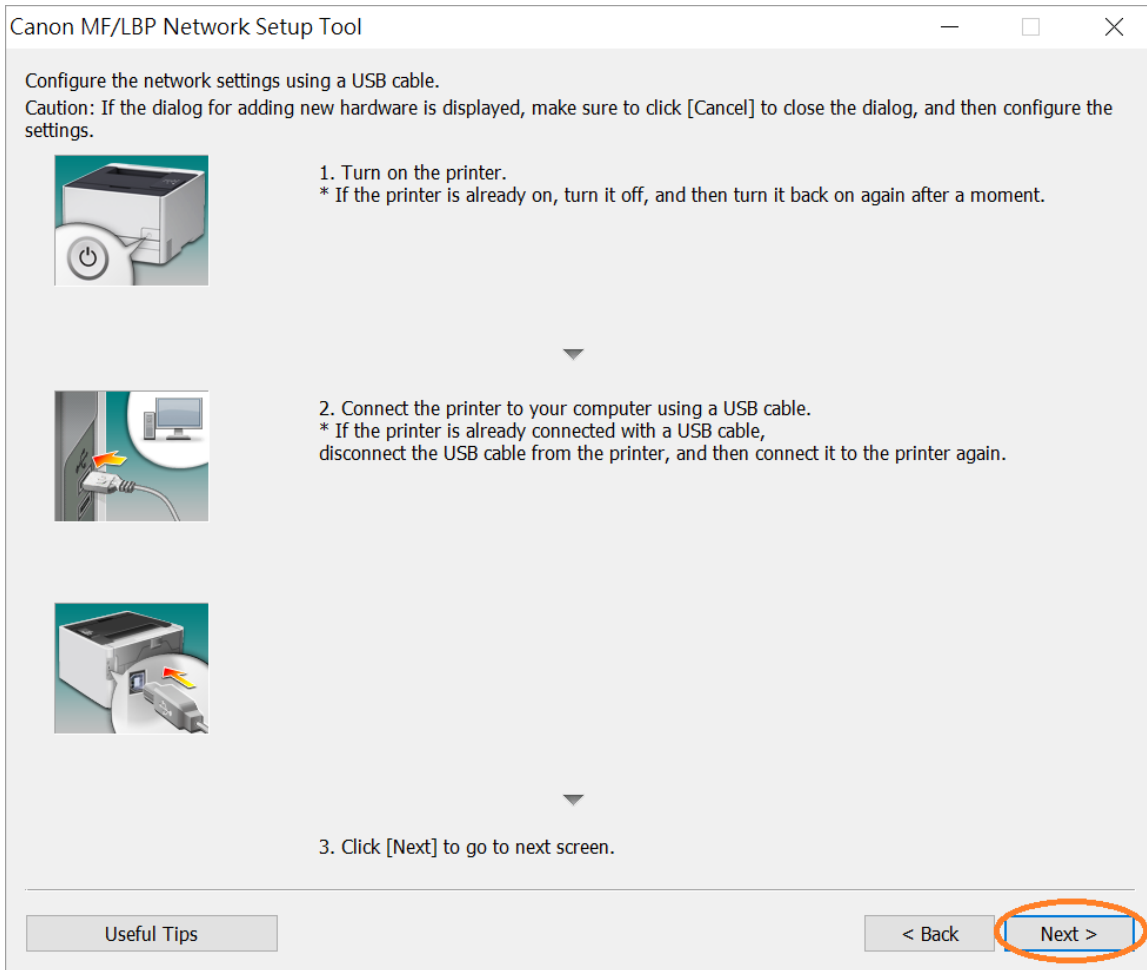 Canon MF/LBP Network Setup Tool
Configure the network settings using a USB cable.
Caution: If the dialog for adding new hardware is displayed, make sure to click [Cancel] to close the dialog, and then configure the
settings.
1. Turn on the printer.
* If the printer is already on, turn it off, and then turn it back on again after a moment.
2. Connect the printer to your computer using a USB cable.
* If the printer is already connected with a USB cable,
disconnect the USB cable from the printer, and then connect it to the printer again.
3. Click [Next] to go to next screen.
Useful Tips
< Back
Next >